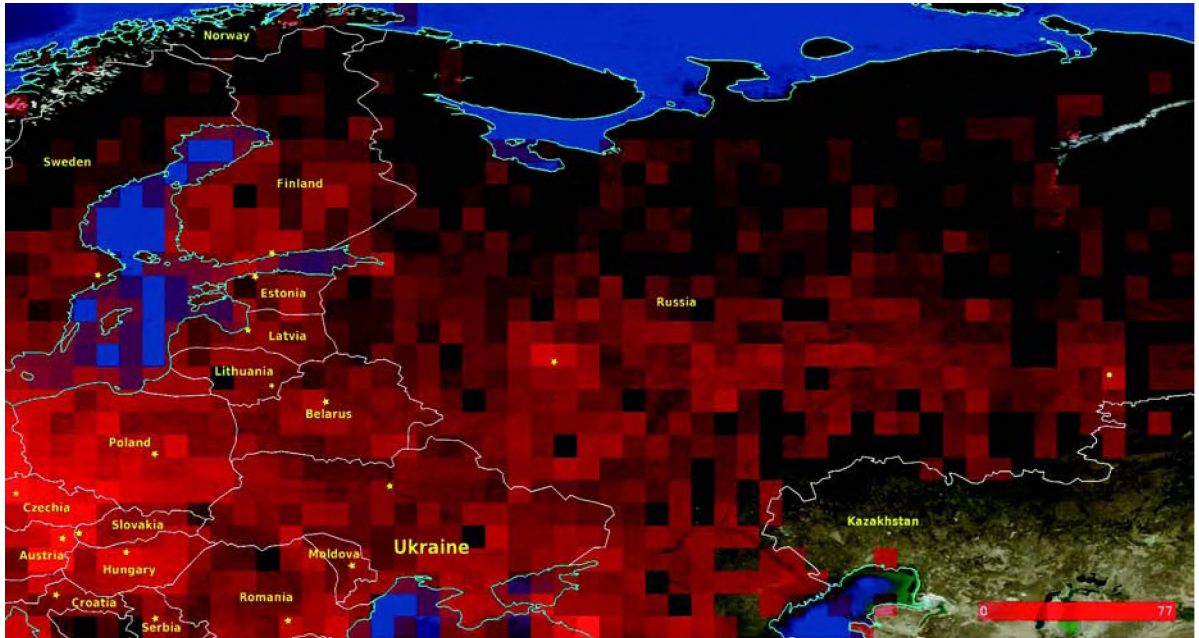 Norway
Sweden
Finland
Estonia
Russia
Latvia
Lithuania
Belarus
Poland
Czechia
Slovakia
Kazakhstan
Austria
Moldova
Ukraine
Hungary
Romania
Croatia
Serbia
0 77